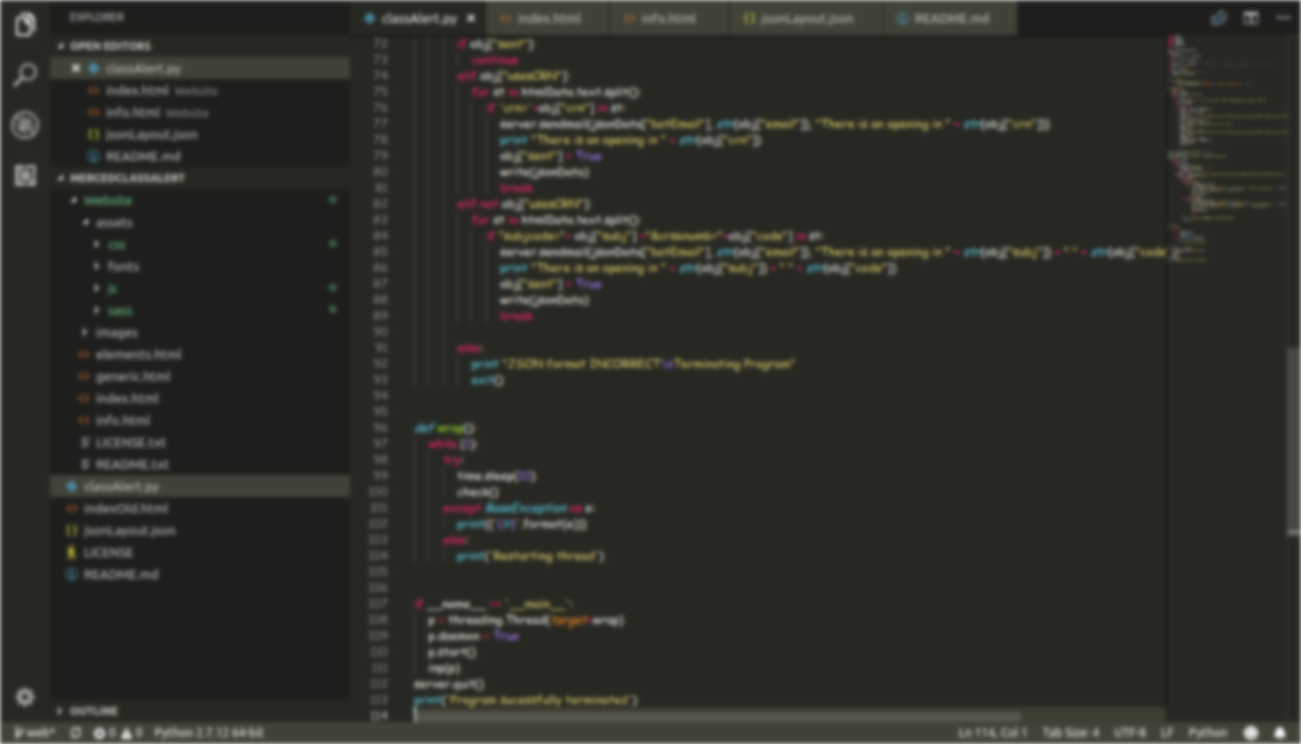 EXPLORER
OPEN EDITORS
classAlert.py
index.html Website
info.html Website
jsonLayout.json
README.md
MERCEDCLASSALERT
Website
assets
css
fonts
js
sass
images
elements.html
generic.html
index.html
info.html
LICENSE.txt
README.txt
classAlert.py
indexOld.html
jsonLayout.json
LICENSE
README.md
OUTLINE
classAlert.py index.html info.html jsonLayout.json README.md
72 if obj["sent"]:
73 continue
74 elif obj["usesCRN"]:
75 for st in htmlData.text.split():
76 if 'crn='+obj["crn"] in st:
77 server.sendmail(jsonData["botEmail"], str(obj["email"]), "There is an opening in " + str(obj["crn"]))
78 print "There is an opening in " + str(obj["crn"])
79 obj["sent"] = True
80 write(jsonData)
81 break
82 elif not obj["usesCRN"]:
83 for st in htmlData.text.split():
84 if "subjcode=" + obj["subj"] + "&crsenumb=" +obj["code"] in st:
85 server.sendmail(jsonData["botEmail"], str(obj["email"]), "There is an opening in " + str(obj["subj"]) + " " + str(obj["code
86 print "There is an opening in " + str(obj["subj"]) + " " + str(obj["code"])
87 obj["sent"] = True
88 write(jsonData)
89 break
90
91 else:
92 print "JSON format INCORRECT\nTerminating Program"
93 exit()
94
95
96 def wrap():
97 while (1):
98 try:
99 time.sleep()
100 check()
101 except BaseException as e:
102 print(.format(e))
103 else:
104 print('Restarting thread')
105
106
107 if __name__ == '__main__':
108 p = threading.Thread(target=wrap)
109 p.daemon = True
110 p.start()
111 inp(p)
112 server.quit()
113 print('Program sucessfully terminated')
114
web* 0 0 Python 2.7.12 64-bit Ln 114, Col 1 Tab Size: 4 UTF-8 LF Python